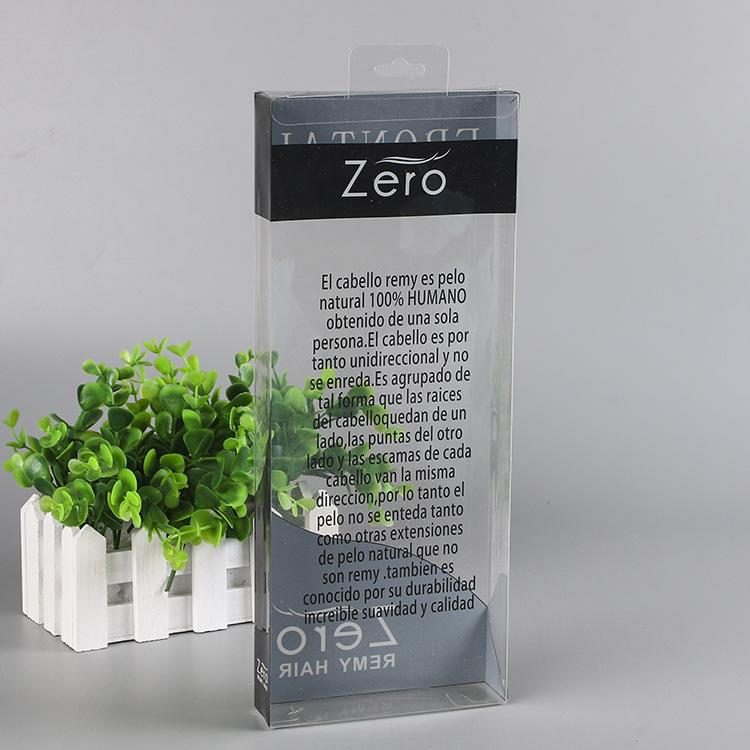 FRONTAL
Zero
El cabello remy es pelo
natural 100% HUMANO
obtenido de una sola
persona.El cabello es por
tanto unidireccional y no
se enreda.Es agrupado de
tal forma que las raices
del cabelloquedan de un
lado,las puntas del otro
lado y las escamas de cada
cabello van la misma
direccion,por lo tanto el
pelo no se enteda tanto
como otras extensiones
de pelo natural que no
son remy .tambien es
conocido por su durabilidad
increible suavidad y calidad
Zero
REMY HAIR
Zero